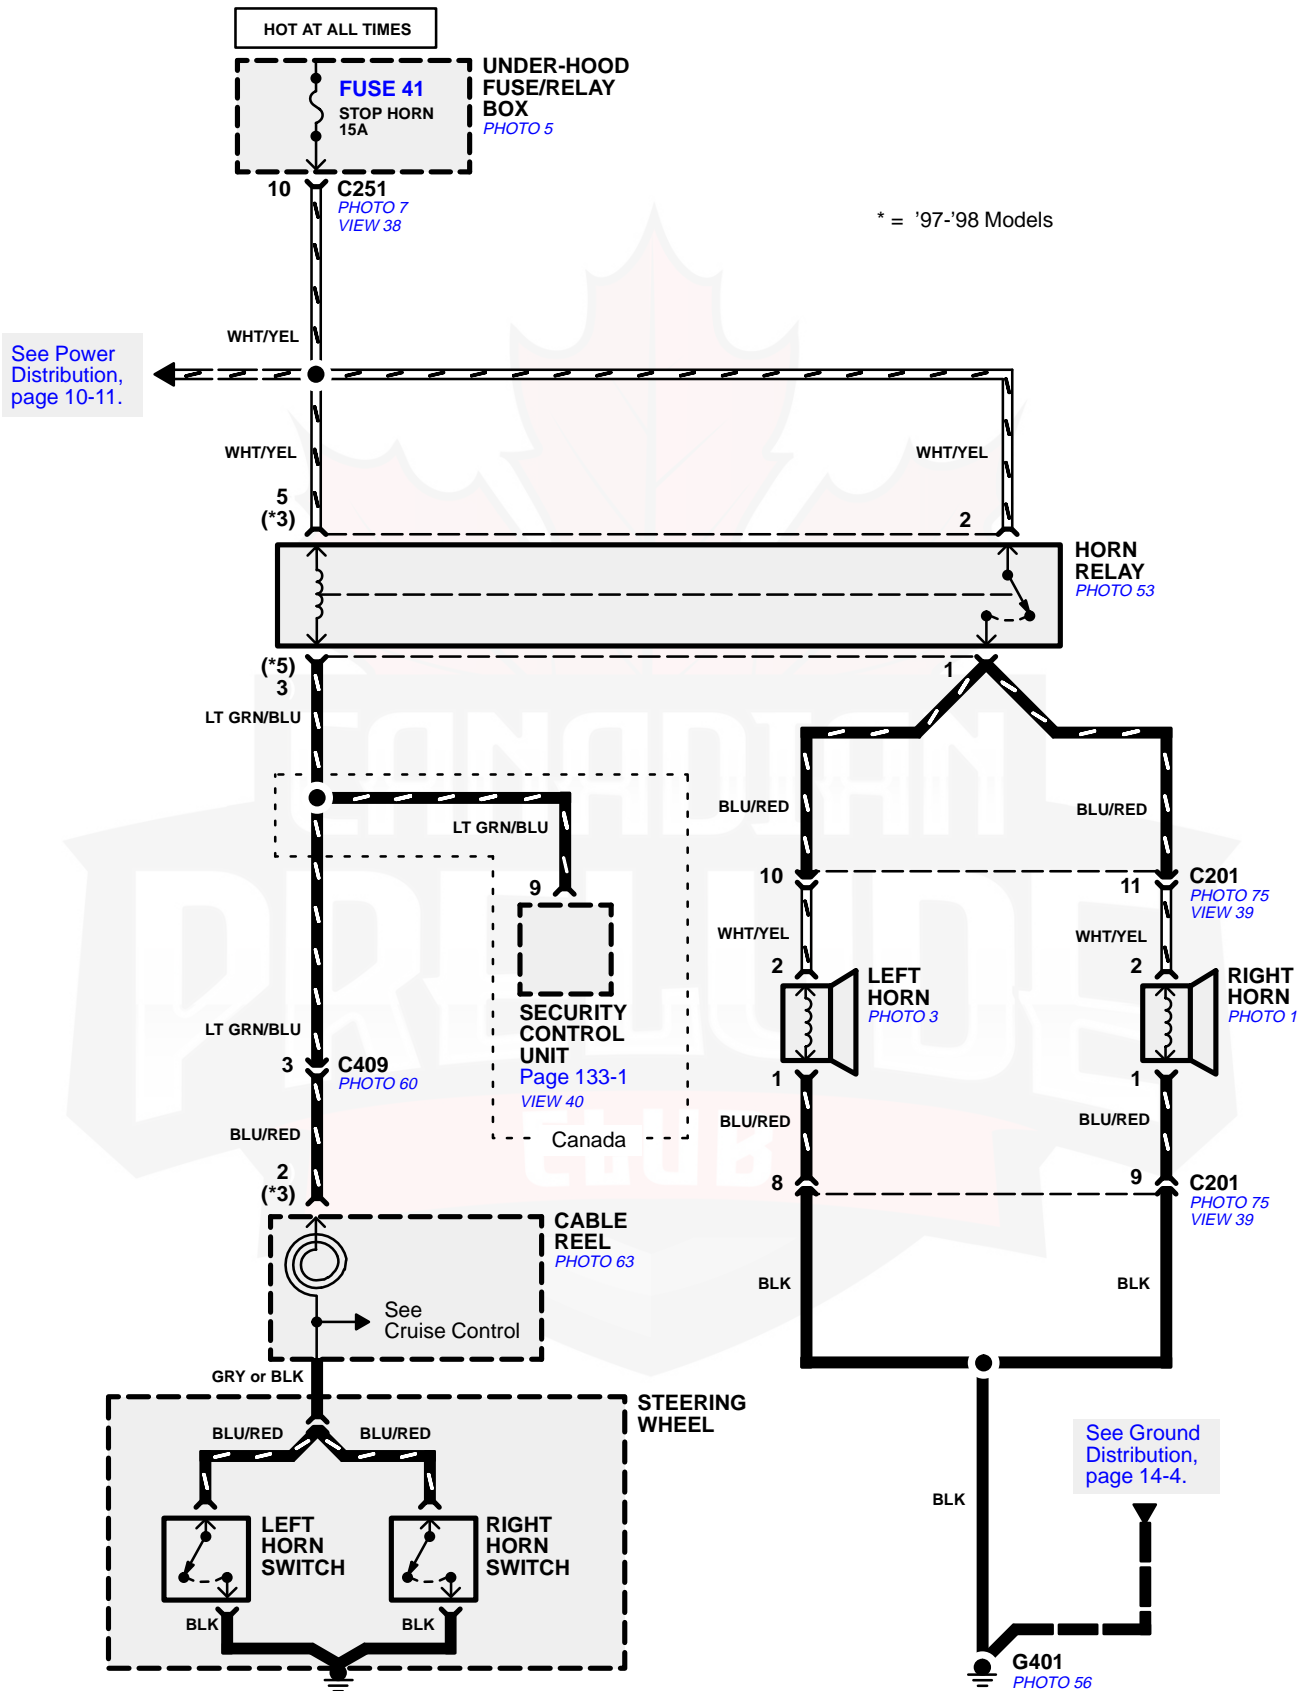 HOT AT ALL TIMES
FUSE 41
STOP HORN
15A
UNDER-HOOD
FUSE/RELAY
BOX
PHOTO 5
10
C251
PHOTO 7
VIEW 38
* = '97-'98 Models
WHT/YEL
See Power
Distribution,
page 10-11.
WHT/YEL
WHT/YEL
5
(*3)
2
HORN
RELAY
PHOTO 53
(*5)
3
1
LT GRN/BLU
CANADIAN
PRELUDE
CLUB
BLU/RED
BLU/RED
LT GRN/BLU
9
10
11
C201
PHOTO 75
VIEW 39
WHT/YEL
WHT/YEL
2
LEFT
HORN
PHOTO 3
2
RIGHT
HORN
PHOTO 1
SECURITY
CONTROL
UNIT
Page 133-1
VIEW 40
LT GRN/BLU
3
C409
PHOTO 60
1
1
BLU/RED
BLU/RED
BLU/RED
Canada
2
(*3)
8
9
C201
PHOTO 75
VIEW 39
CABLE
REEL
PHOTO 63
BLK
BLK
See
Cruise Control
GRY or BLK
STEERING
WHEEL
BLU/RED
BLU/RED
See Ground
Distribution,
page 14-4.
BLK
LEFT
HORN
SWITCH
RIGHT
HORN
SWITCH
BLK
BLK
G401
PHOTO 56